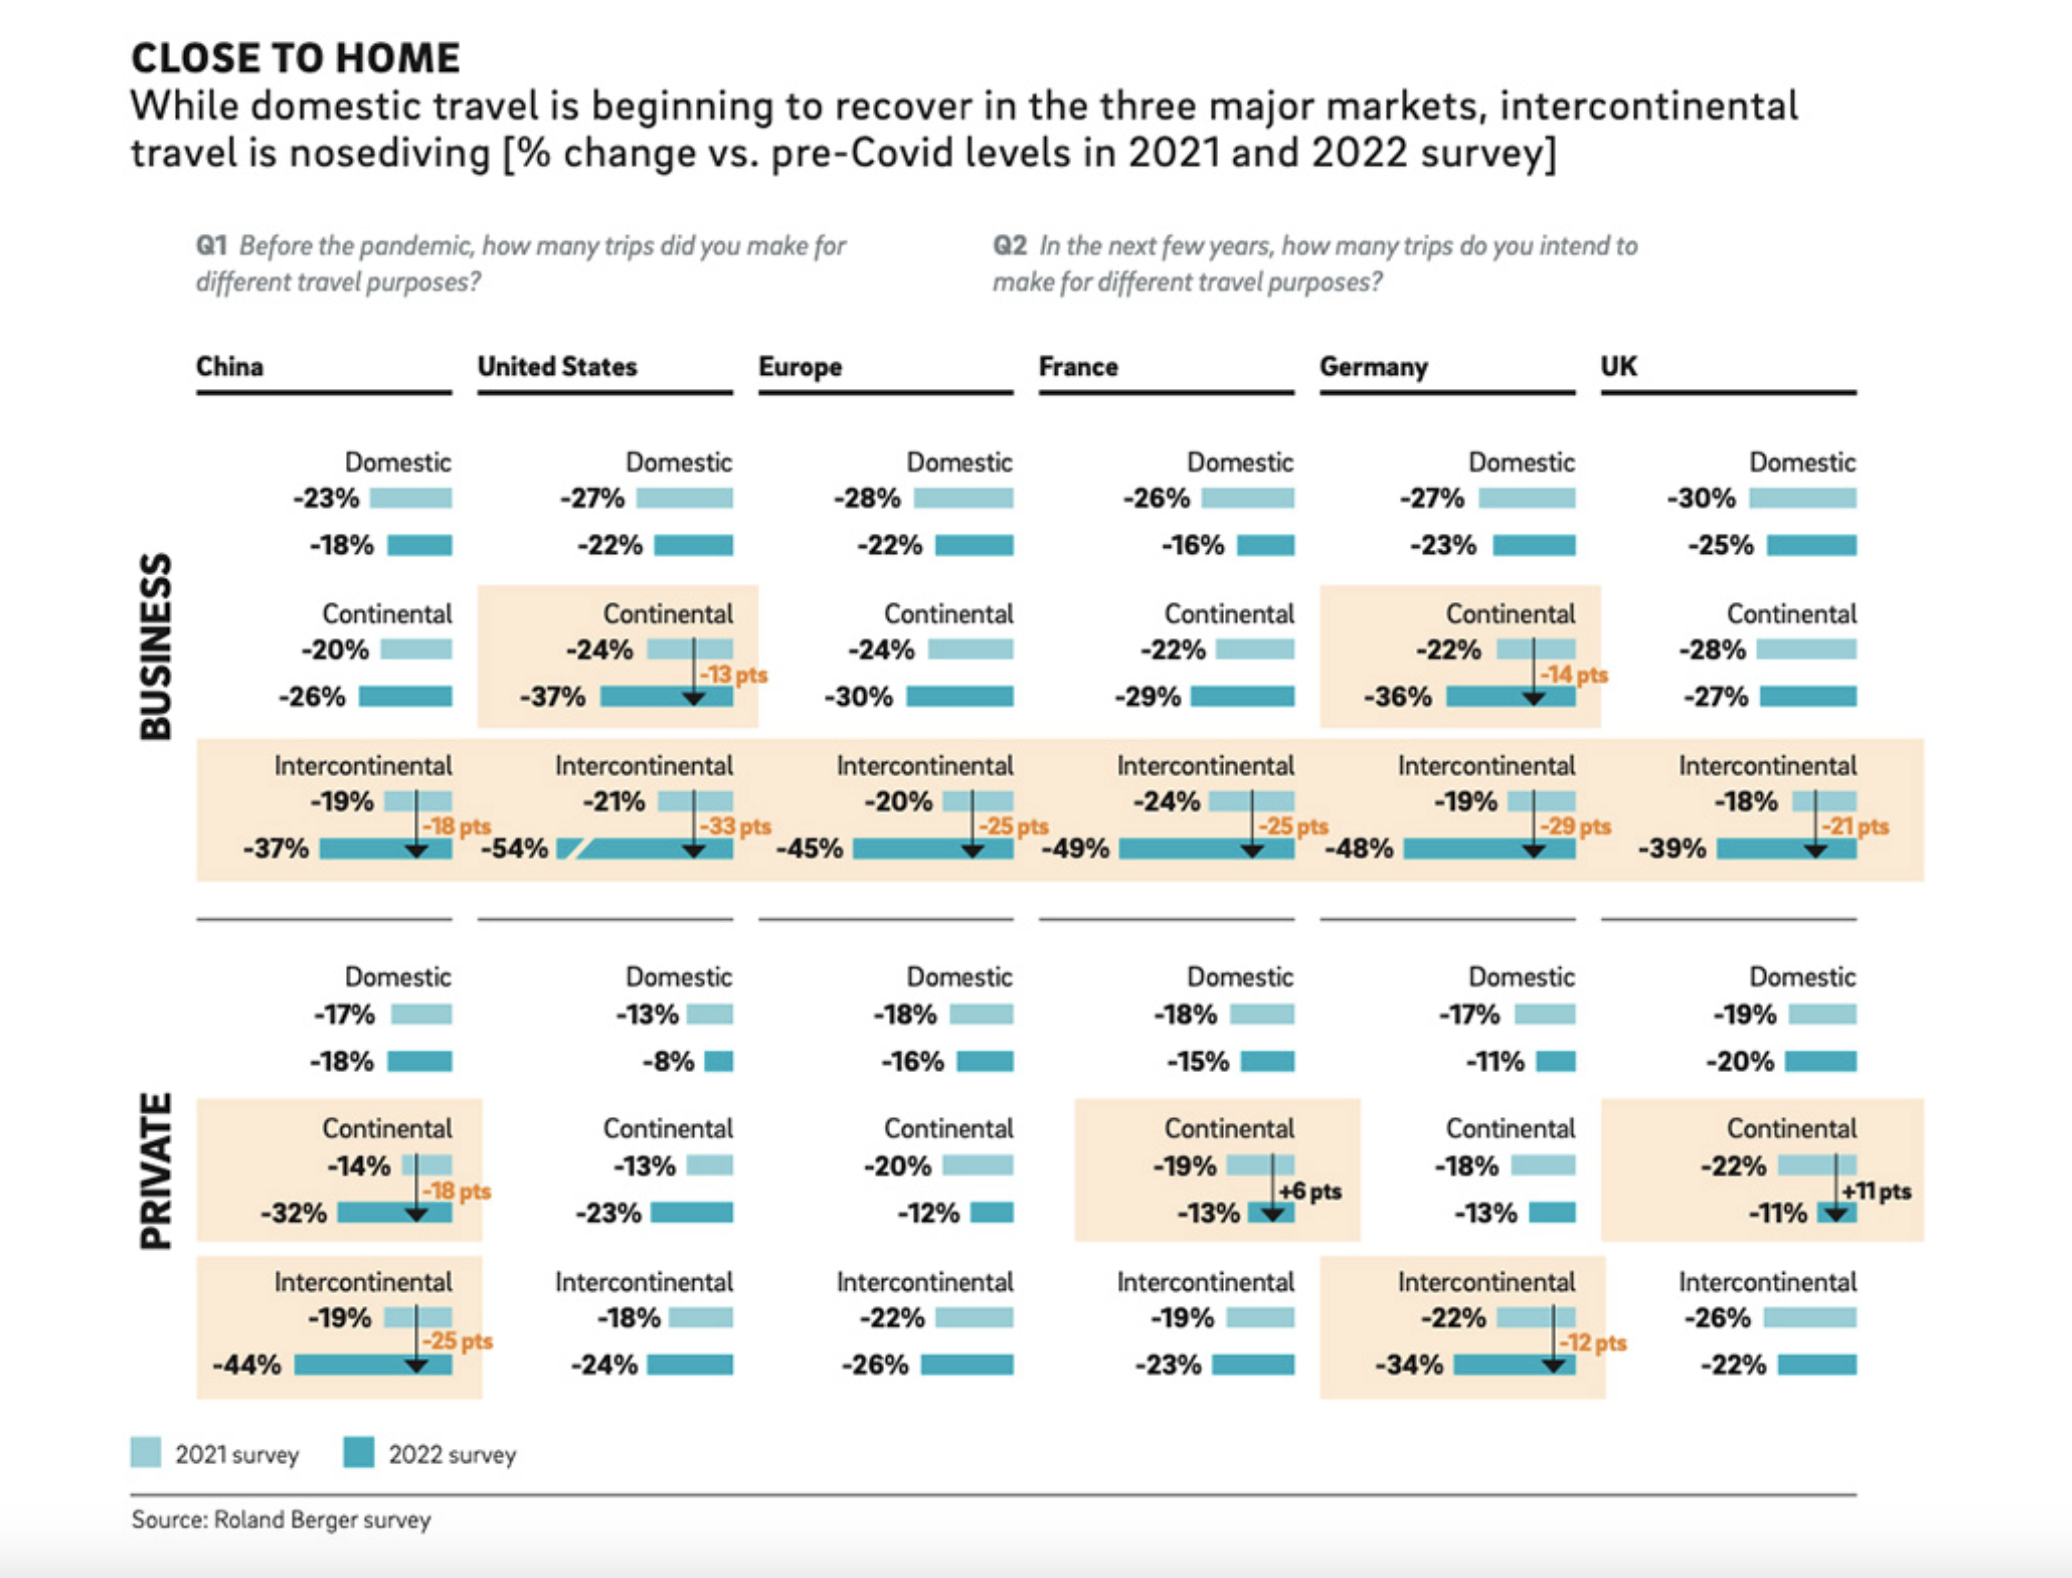 CLOSE TO HOME
While domestic travel is beginning to recover in the three major markets, intercontinental
travel is nosediving [% change vs. pre-Covid levels in 2021 and 2022 survey]
Q1 Before the pandemic, how many trips did you make for
different travel purposes?
Q2 In the next few years, how many trips do you intend to
make for different travel purposes?
China United States Europe France Germany UK
BUSINESS
Domestic Domestic Domestic Domestic Domestic Domestic
-23% -27% -28% -26% -27% -30%
-18% -22% -22% -16% -23% -25%
Continental Continental Continental Continental Continental Continental
-20% -24% -24% -22% -22% -28%
-13 pts -14 pts
-26% -37% -30% -29% -36% -27%
Intercontinental Intercontinental Intercontinental Intercontinental Intercontinental Intercontinental
-19% -21% -20% -24% -19% -18%
-18 pts -33 pts -25 pts -25 pts -29 pts -21 pts
-37% -54% -45% -49% -48% -39%
PRIVATE
Domestic Domestic Domestic Domestic Domestic Domestic
-17% -13% -18% -18% -17% -19%
-18% -8% -16% -15% -11% -20%
Continental Continental Continental Continental Continental Continental
-14% -13% -20% -19% -18% -22%
-18 pts +6 pts +11 pts
-32% -23% -12% -13% -13% -11%
Intercontinental Intercontinental Intercontinental Intercontinental Intercontinental Intercontinental
-19% -18% -22% -19% -22% -26%
-25 pts -12 pts
-44% -24% -26% -23% -34% -22%
2021 survey 2022 survey
Source: Roland Berger survey